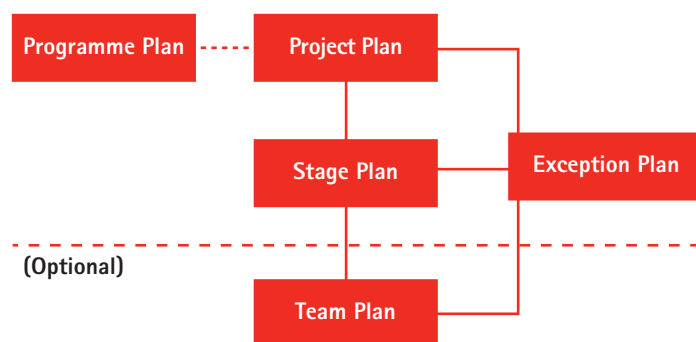 Programme Plan
Project Plan
Stage Plan
Exception Plan
(Optional)
Team Plan